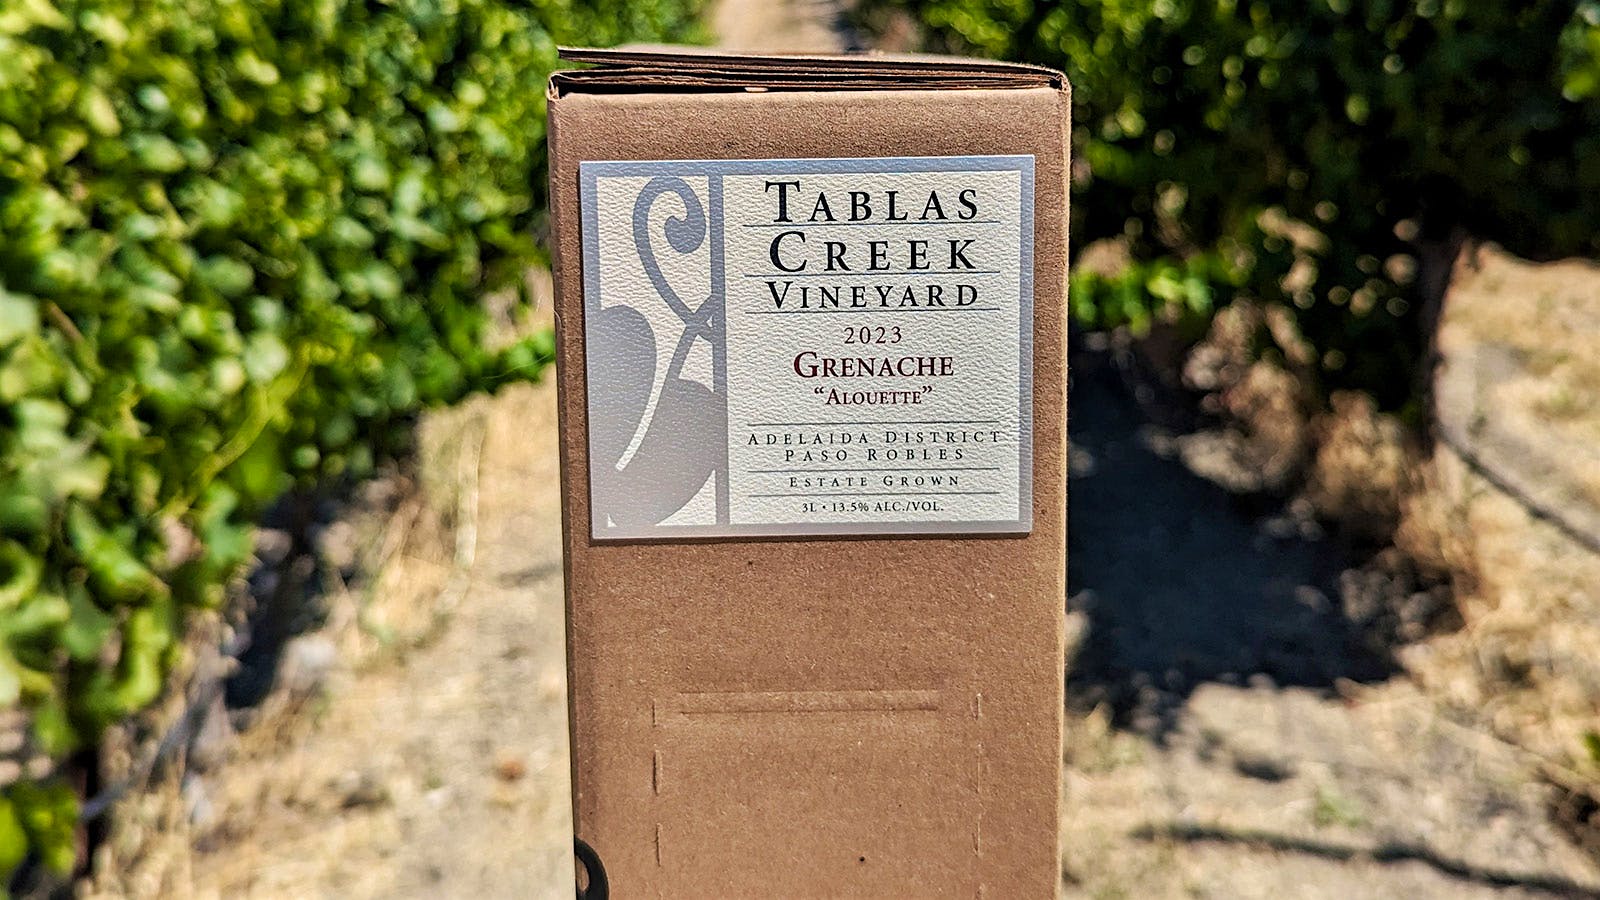 TABLAS
CREEK
VINEYARD
2023
GRENACHE
“ALOUETTE”
ADELAIDA DISTRICT
PASO ROBLES
ESTATE GROWN
3L • 13.5% ALC./VOL.